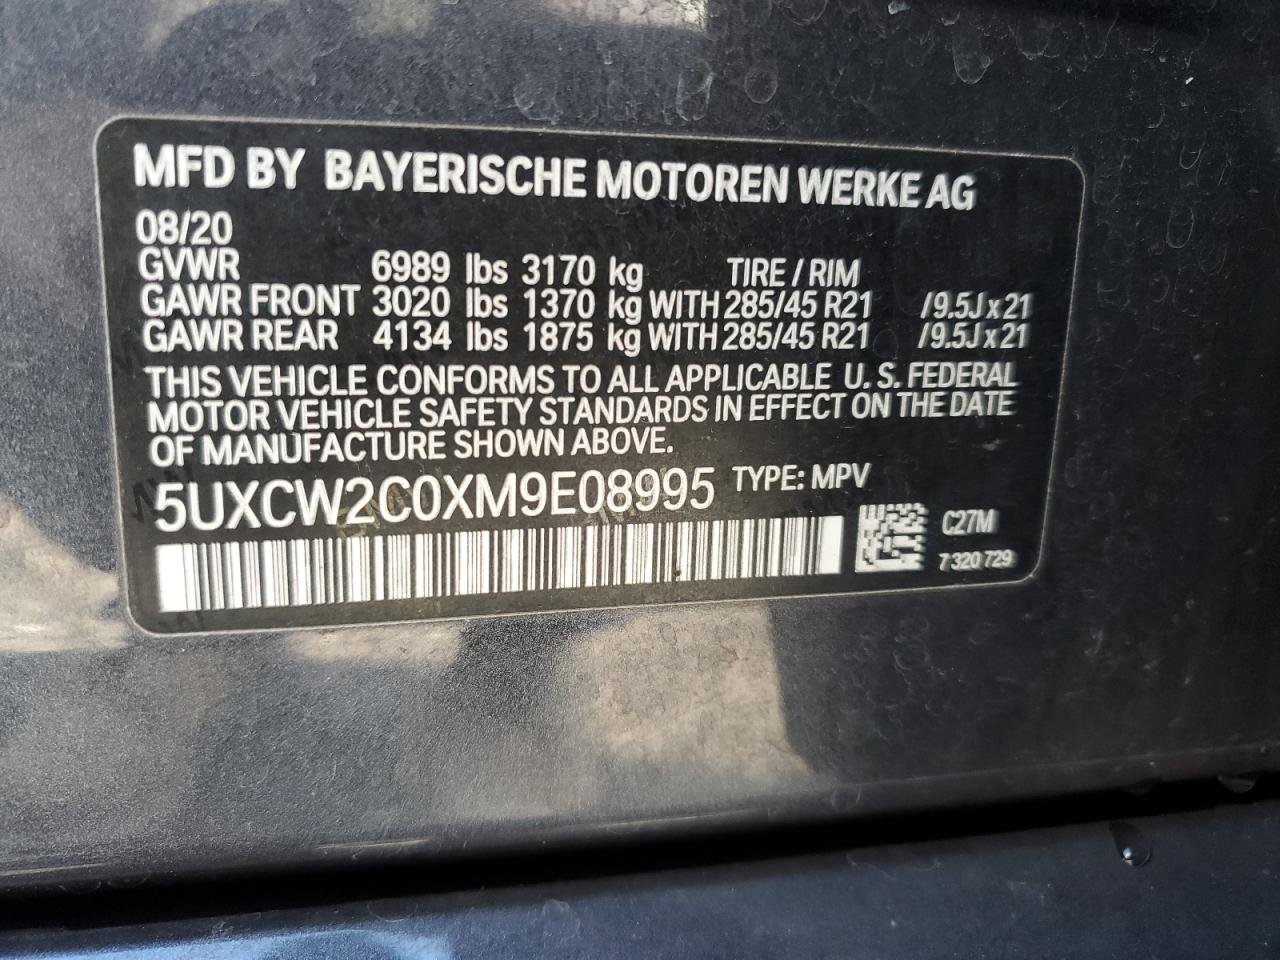 MFD BY BAYERISCHE MOTOREN WERKE AG
08/20
GVWR 6989 lbs 3170 kg TIRE / RIM
GAWR FRONT 3020 lbs 1370 kg WITH 285/45 R21 /9.5J x 21
GAWR REAR 4134 lbs 1875 kg WITH 285/45 R21 /9.5J x 21
THIS VEHICLE CONFORMS TO ALL APPLICABLE U. S. FEDERAL
MOTOR VEHICLE SAFETY STANDARDS IN EFFECT ON THE DATE
OF MANUFACTURE SHOWN ABOVE.
5UXCW2C0XM9E08995 TYPE: MPV
C27M
7 320 729